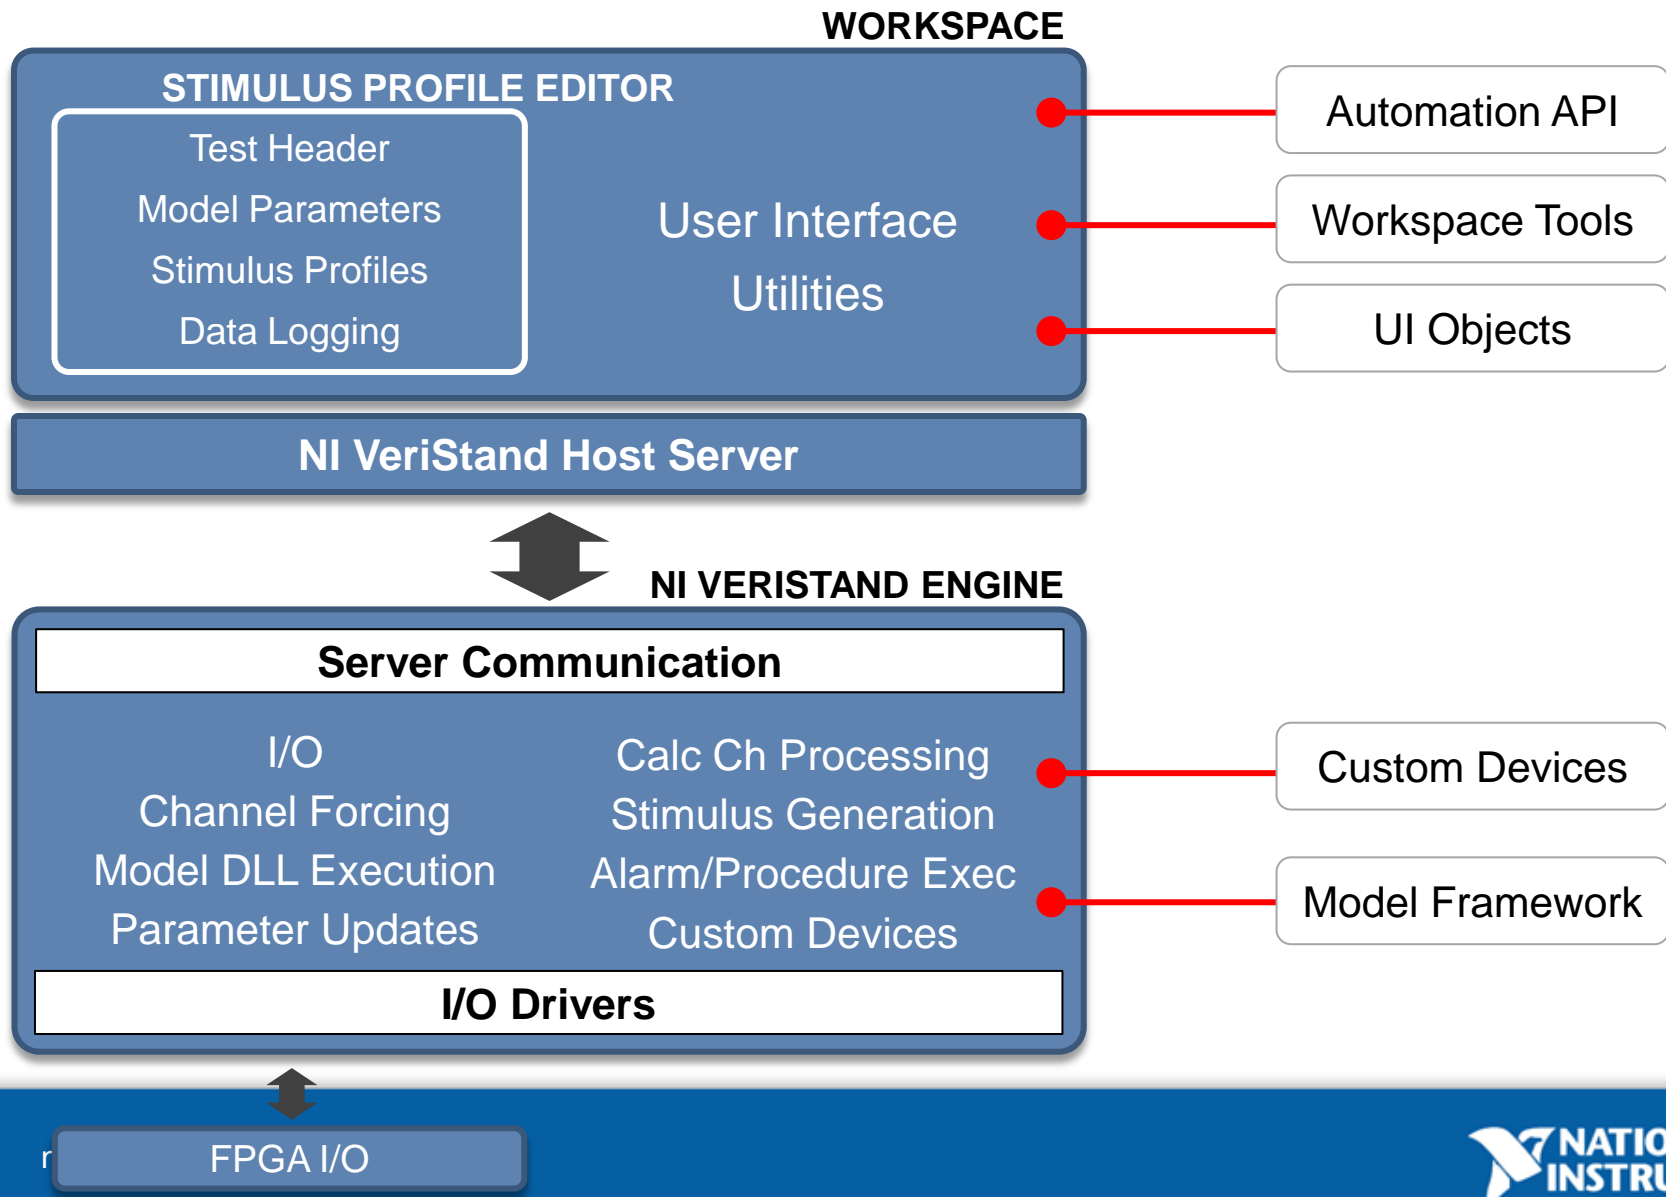 WORKSPACE
STIMULUS PROFILE EDITOR
Test Header
Model Parameters
Stimulus Profiles
Data Logging
User Interface
Utilities
Automation API
Workspace Tools
UI Objects
NI VeriStand Host Server
NI VERISTAND ENGINE
Server Communication
I/O
Channel Forcing
Model DLL Execution
Parameter Updates
Calc Ch Processing
Stimulus Generation
Alarm/Procedure Exec
Custom Devices
Custom Devices
Model Framework
I/O Drivers
FPGA I/O